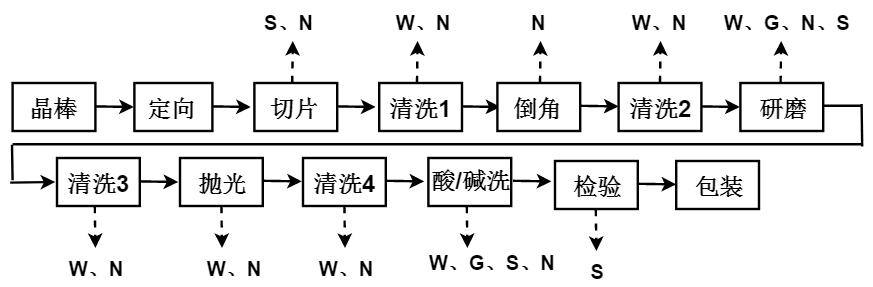 S、N W、N N W、N W、G、N、S
晶棒 定向 切片 清洗1 倒角 清洗2 研磨
清洗3 抛光 清洗4 酸/碱洗 检验 包装
W、N W、N W、N W、G、S、N S